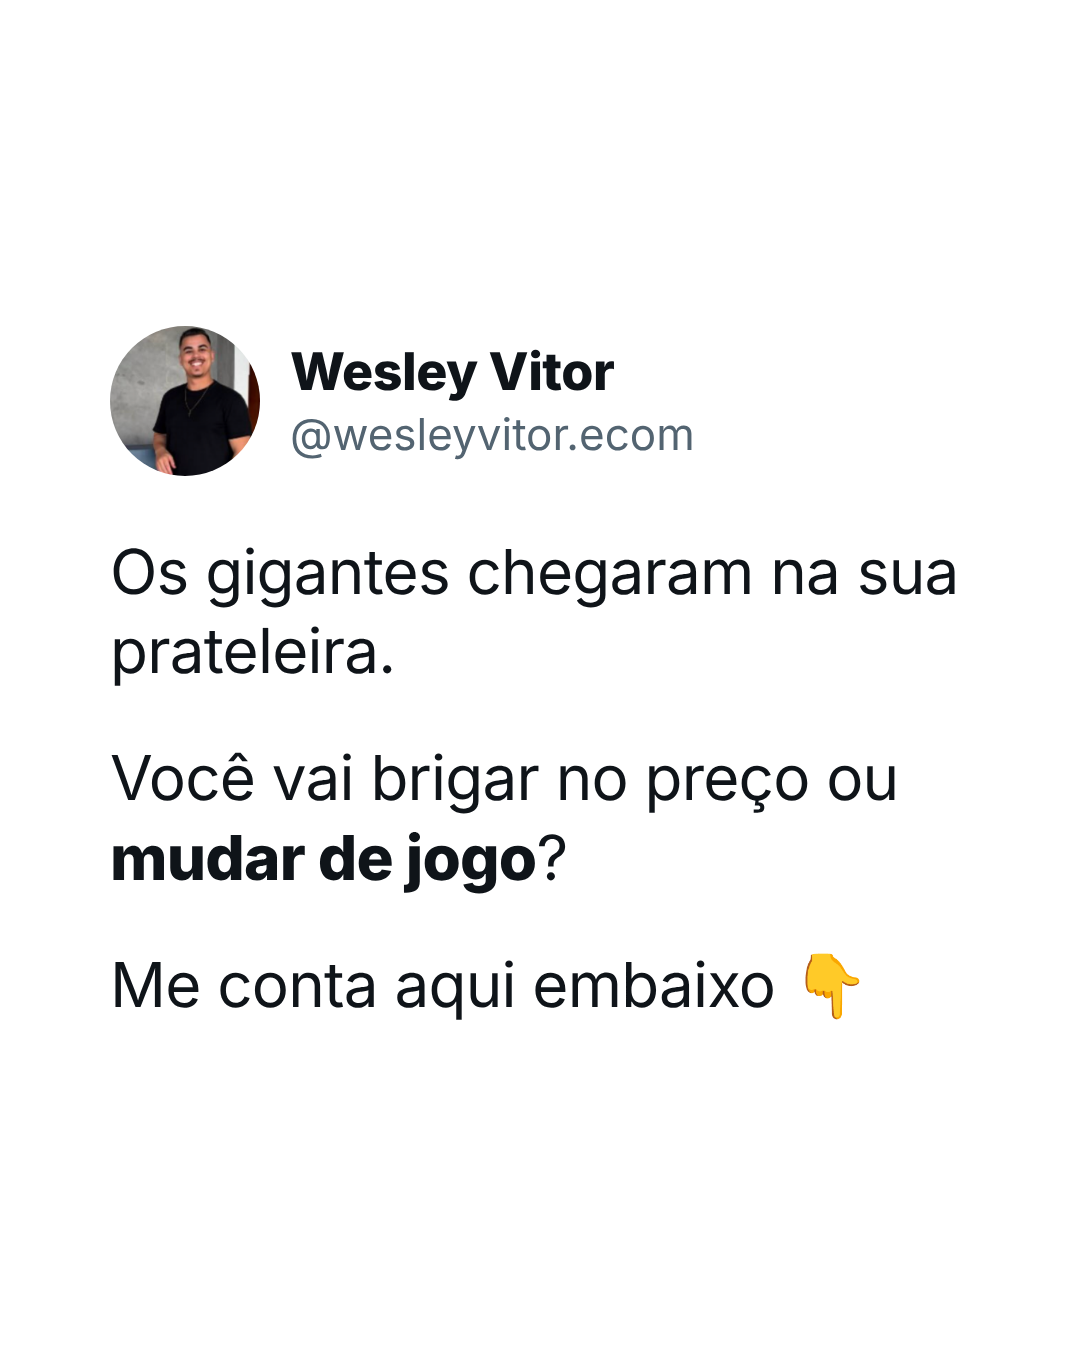 Wesley Vitor
@wesleyvitor.ecom
Os gigantes chegaram na sua
prateleira.
Você vai brigar no preço ou
mudar de jogo?
Me conta aqui embaixo 👇